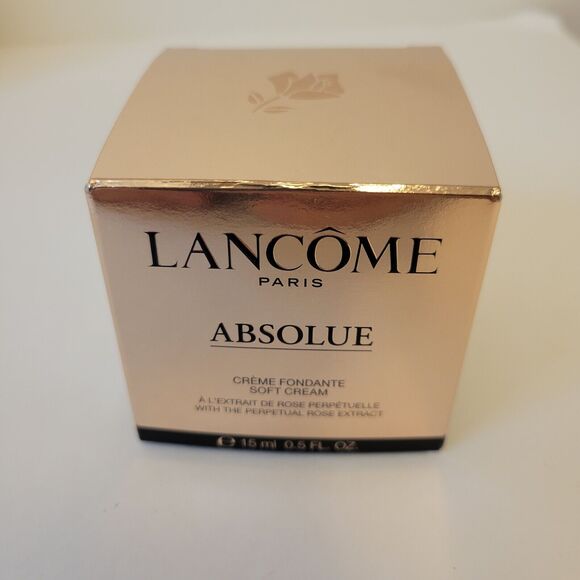 LANCÔME
PARIS
ABSOLUE
CRÈME FONDANTE
SOFT CREAM
À L'EXTRAIT DE ROSE PERPÉTUELLE
WITH THE PERPETUAL ROSE EXTRACT
℮ 15 ml 0.5 FL. OZ.